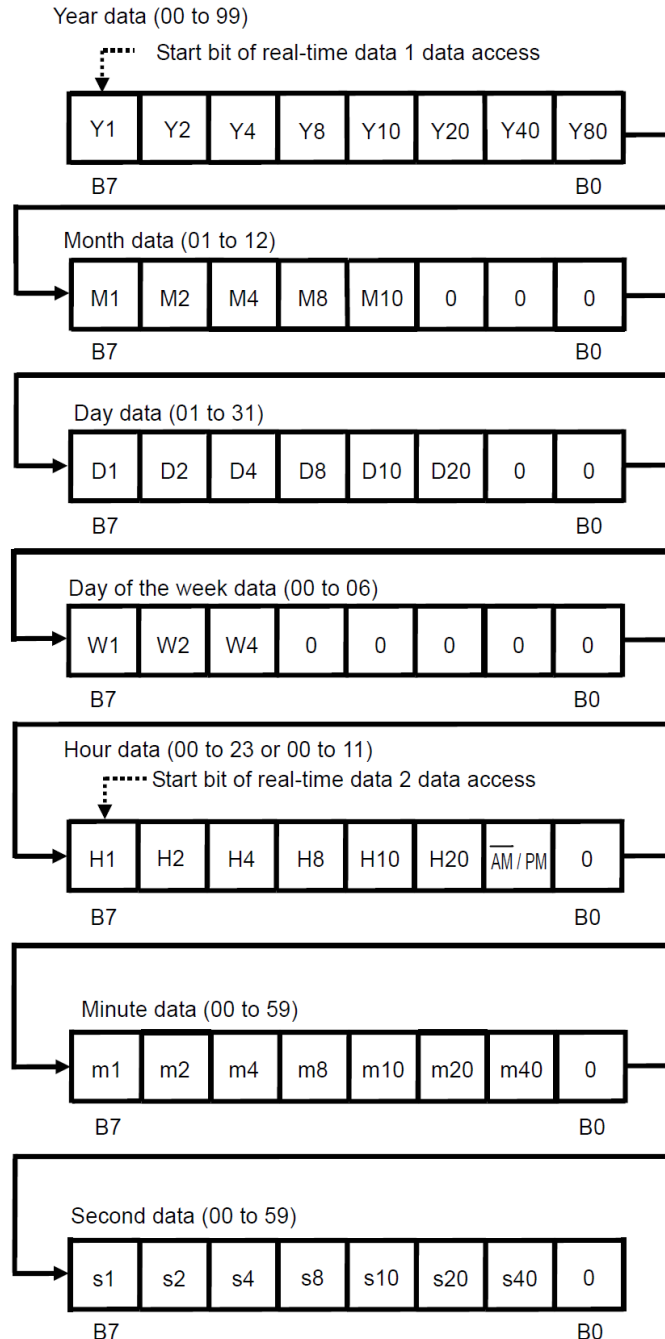 Year data (00 to 99)
Start bit of real-time data 1 data access
Y1 Y2 Y4 Y8 Y10 Y20 Y40 Y80
B7 B0
Month data (01 to 12)
M1 M2 M4 M8 M10 0 0 0
B7 B0
Day data (01 to 31)
D1 D2 D4 D8 D10 D20 0 0
B7 B0
Day of the week data (00 to 06)
W1 W2 W4 0 0 0 0 0
B7 B0
Hour data (00 to 23 or 00 to 11)
Start bit of real-time data 2 data access
H1 H2 H4 H8 H10 H20 A̅M̅ / PM 0
B7 B0
Minute data (00 to 59)
m1 m2 m4 m8 m10 m20 m40 0
B7 B0
Second data (00 to 59)
s1 s2 s4 s8 s10 s20 s40 0
B7 B0